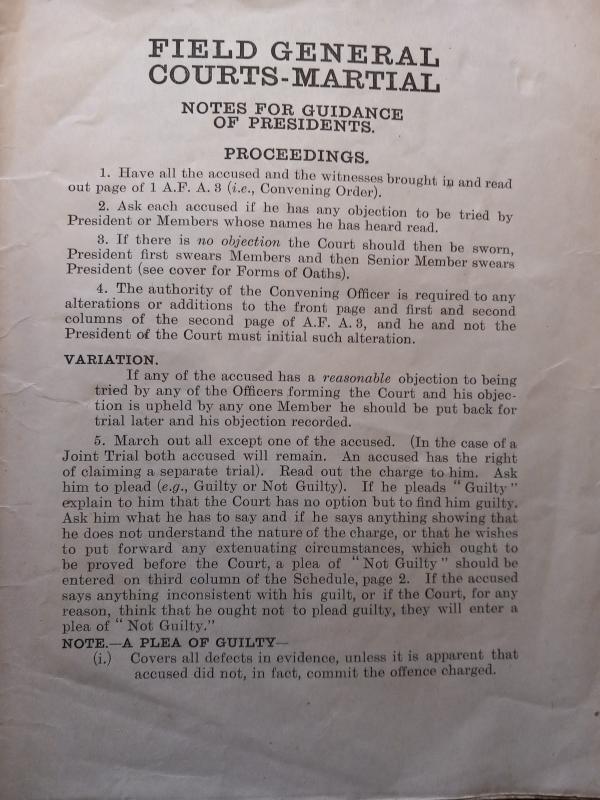 FIELD GENERAL
COURTS-MARTIAL
NOTES FOR GUIDANCE
OF PRESIDENTS.
PROCEEDINGS.
1. Have all the accused and the witnesses brought in and read
out page of 1 A.F. A. 3 (i.e., Convening Order).
2. Ask each accused if he has any objection to be tried by
President or Members whose names he has heard read.
3. If there is no objection the Court should then be sworn,
President first swears Members and then Senior Member swears
President (see cover for Forms of Oaths).
4. The authority of the Convening Officer is required to any
alterations or additions to the front page and first and second
columns of the second page of A.F. A. 3, and he and not the
President of the Court must initial such alteration.
VARIATION.
If any of the accused has a reasonable objection to being
tried by any of the Officers forming the Court and his objec-
tion is upheld by any one Member he should be put back for
trial later and his objection recorded.
5. March out all except one of the accused. (In the case of a
Joint Trial both accused will remain. An accused has the right
of claiming a separate trial). Read out the charge to him. Ask
him to plead (e.g., Guilty or Not Guilty). If he pleads "Guilty"
explain to him that the Court has no option but to find him guilty.
Ask him what he has to say and if he says anything showing that
he does not understand the nature of the charge, or that he wishes
to put forward any extenuating circumstances, which ought to
be proved before the Court, a plea of "Not Guilty" should be
entered on third column of the Schedule, page 2. If the accused
says anything inconsistent with his guilt, or if the Court, for any
reason, think that he ought not to plead guilty, they will enter a
plea of "Not Guilty."
NOTE.—A PLEA OF GUILTY—
(i.) Covers all defects in evidence, unless it is apparent that
accused did not, in fact, commit the offence charged.